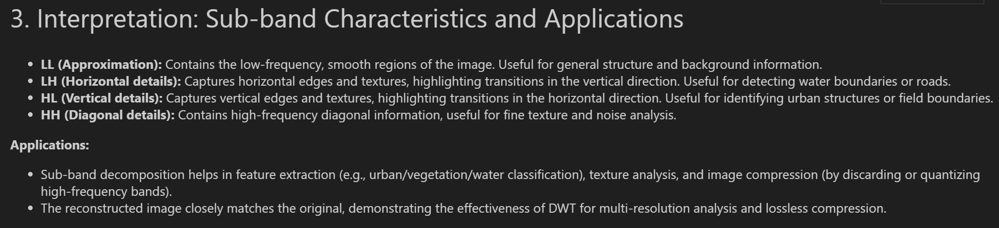 3. Interpretation: Sub-band Characteristics and Applications
• LL (Approximation): Contains the low-frequency, smooth regions of the image. Useful for general structure and background information.
• LH (Horizontal details): Captures horizontal edges and textures, highlighting transitions in the vertical direction. Useful for detecting water boundaries or roads.
• HL (Vertical details): Captures vertical edges and textures, highlighting transitions in the horizontal direction. Useful for identifying urban structures or field boundaries.
• HH (Diagonal details): Contains high-frequency diagonal information, useful for fine texture and noise analysis.
Applications:
• Sub-band decomposition helps in feature extraction (e.g., urban/vegetation/water classification), texture analysis, and image compression (by discarding or quantizing
high-frequency bands).
• The reconstructed image closely matches the original, demonstrating the effectiveness of DWT for multi-resolution analysis and lossless compression.